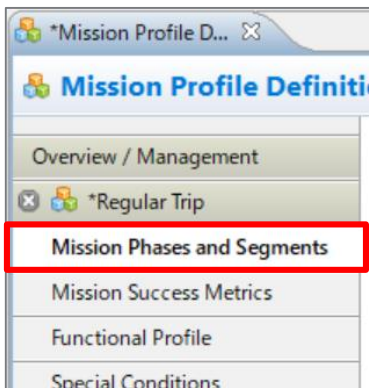 *Mission Profile D...
Mission Profile Definiti
Overview / Management
*Regular Trip
Mission Phases and Segments
Mission Success Metrics
Functional Profile
Special Conditions